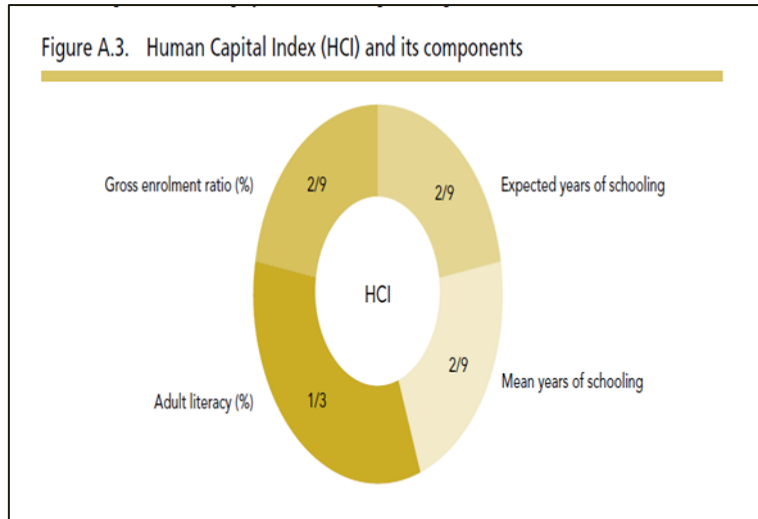 Figure A.3. Human Capital Index (HCI) and its components
Gross enrolment ratio (%)
2/9
2/9
Expected years of schooling
HCI
2/9
Mean years of schooling
Adult literacy (%)
1/3